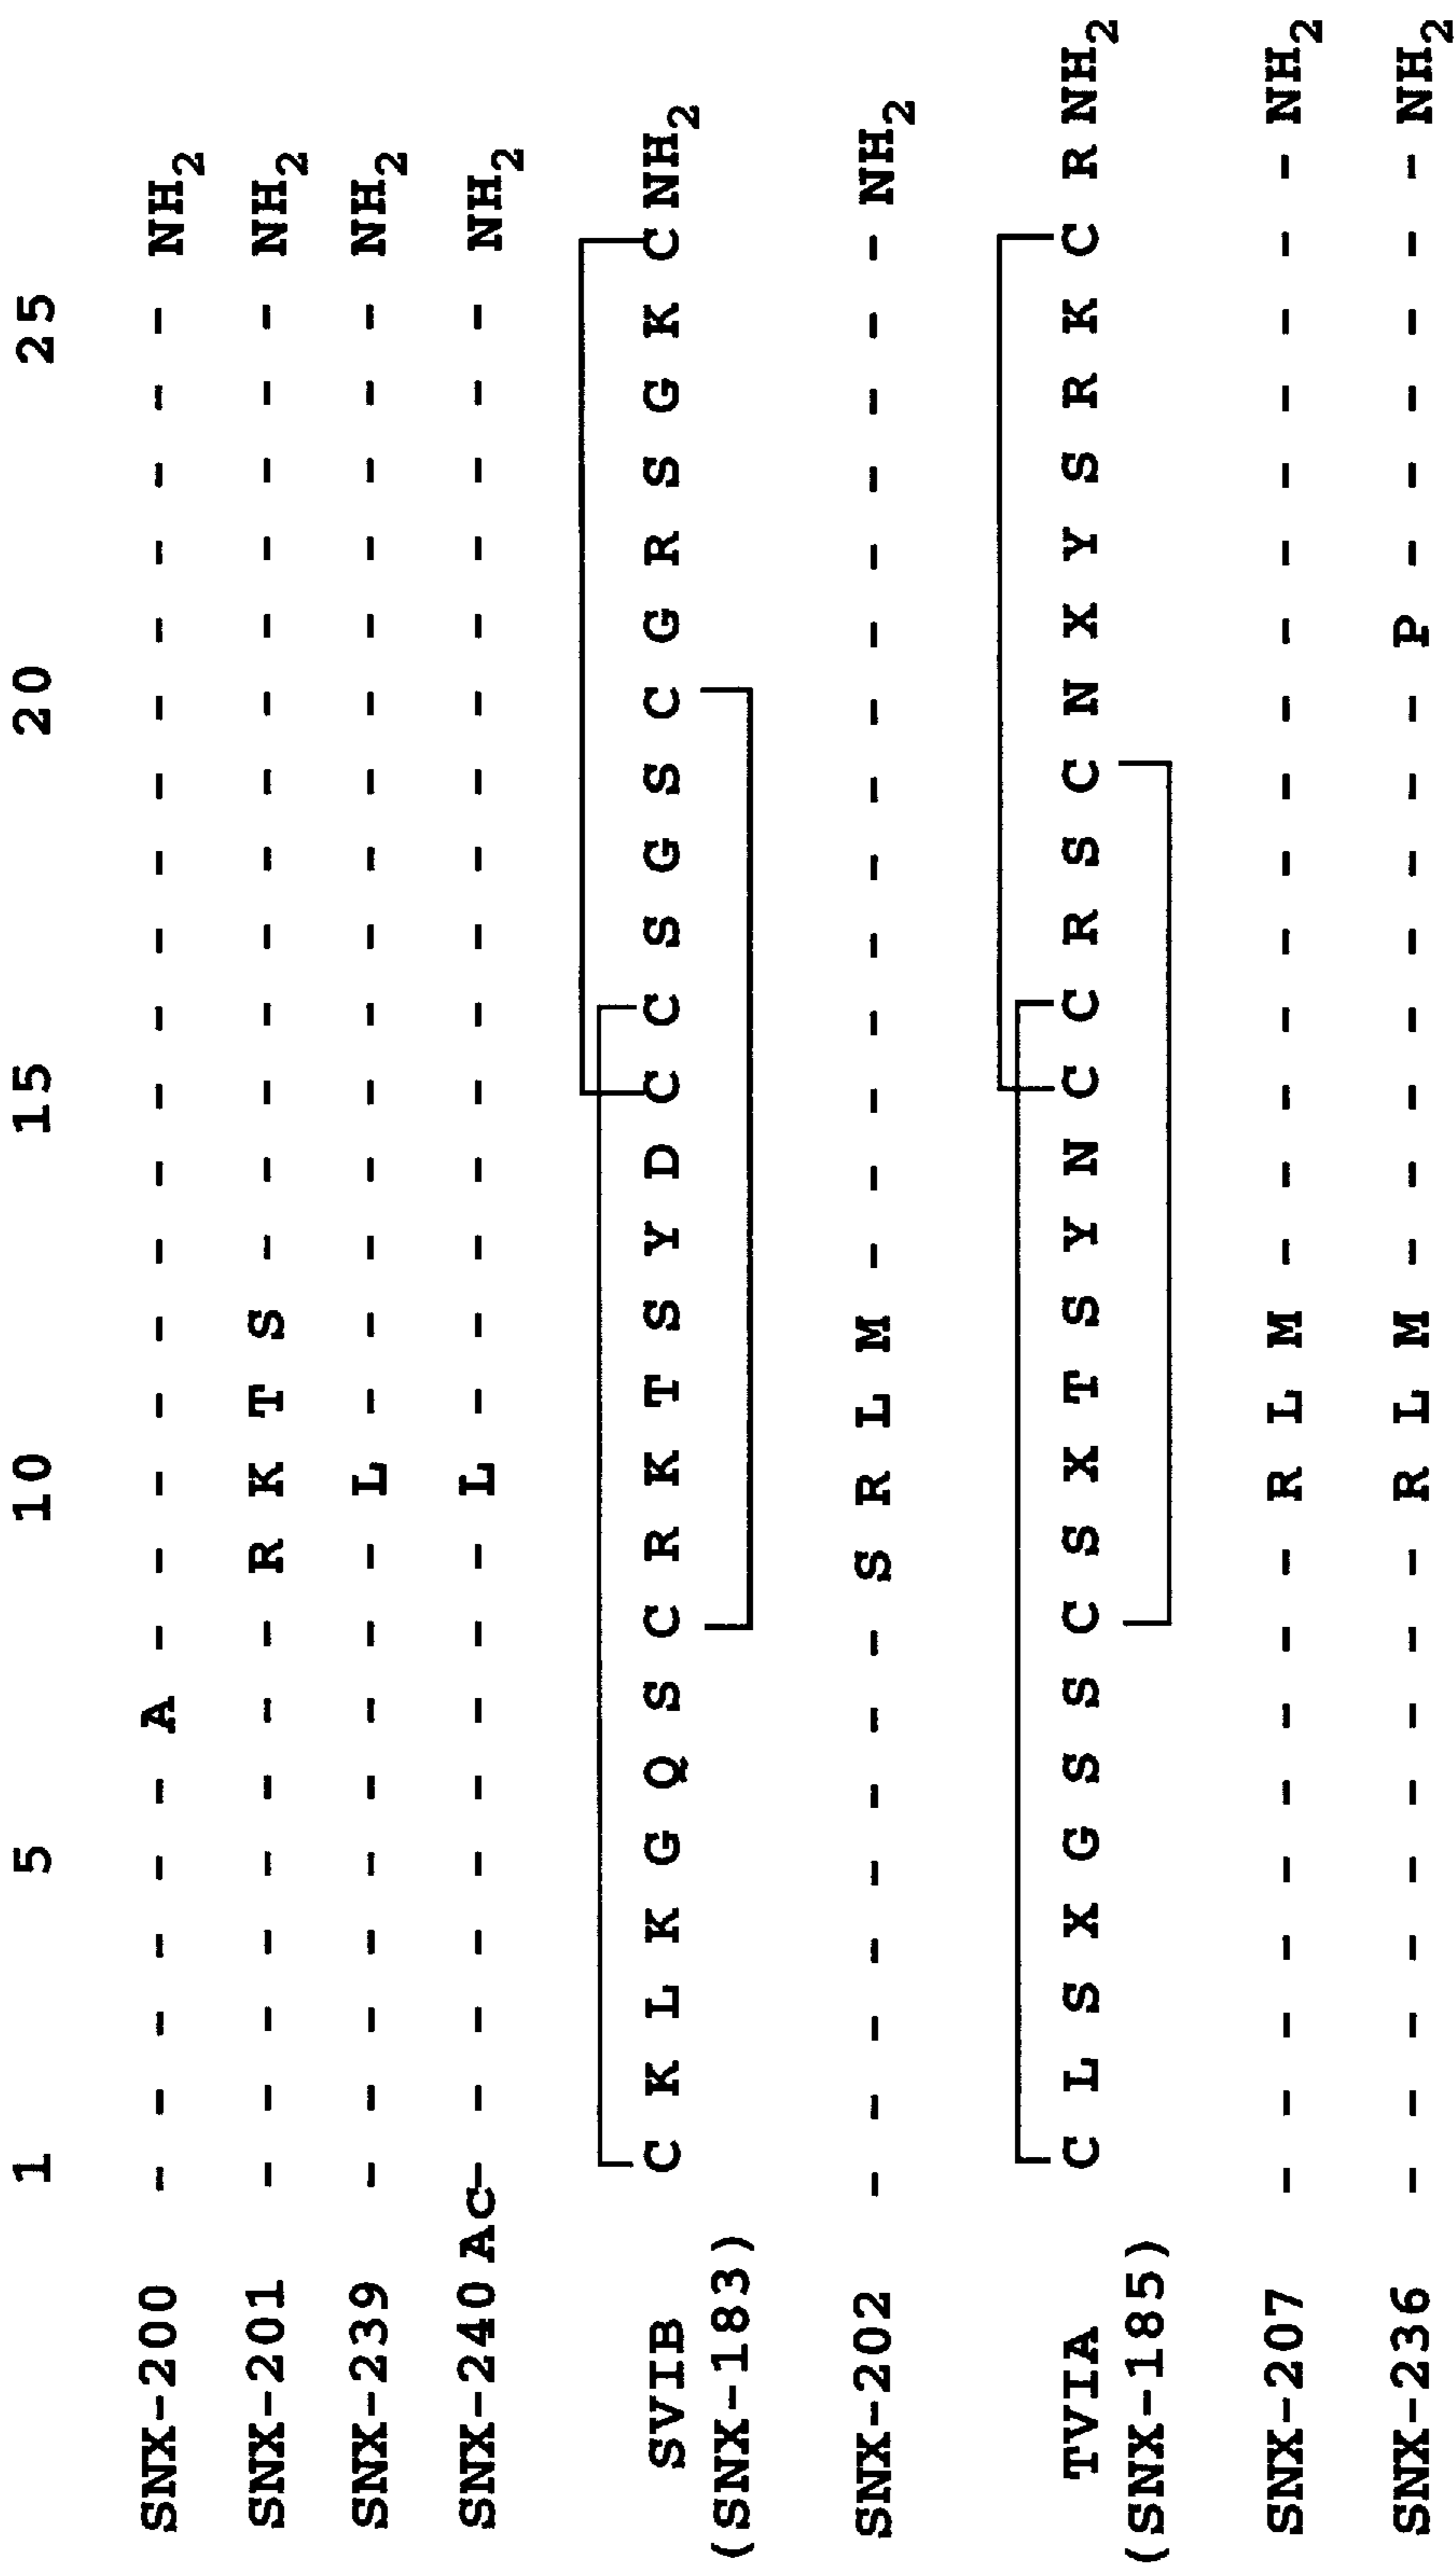 1 5 10 15 20 25
SNX-200 - - - - - - A - - - - - - - - - - - - - - - - - - NH₂
SNX-201 - - - - - - - - R K T S - - - - - - - - - - - - - NH₂
SNX-239 - - - - - - - - - L - - - - - - - - - - - - - - - NH₂
SNX-240 Ac- - - - - - - - - L - - - - - - - - - - - - - - - NH₂
SVIB C K L K G Q S C R K T S Y D C C S G S C G R S G K C NH₂
(SNX-183)
SNX-202 - - - - - - - - S R L M - - - - - - - - - - - - - - NH₂
TVIA C L S X G S S C S X T S Y N C C R S C N X Y S R K C R NH₂
(SNX-185)
SNX-207 - - - - - - - - - R L M - - - - - - - - - - - - - - - NH₂
SNX-236 - - - - - - - - - R L M - - - - - - - - P - - - - - - NH₂